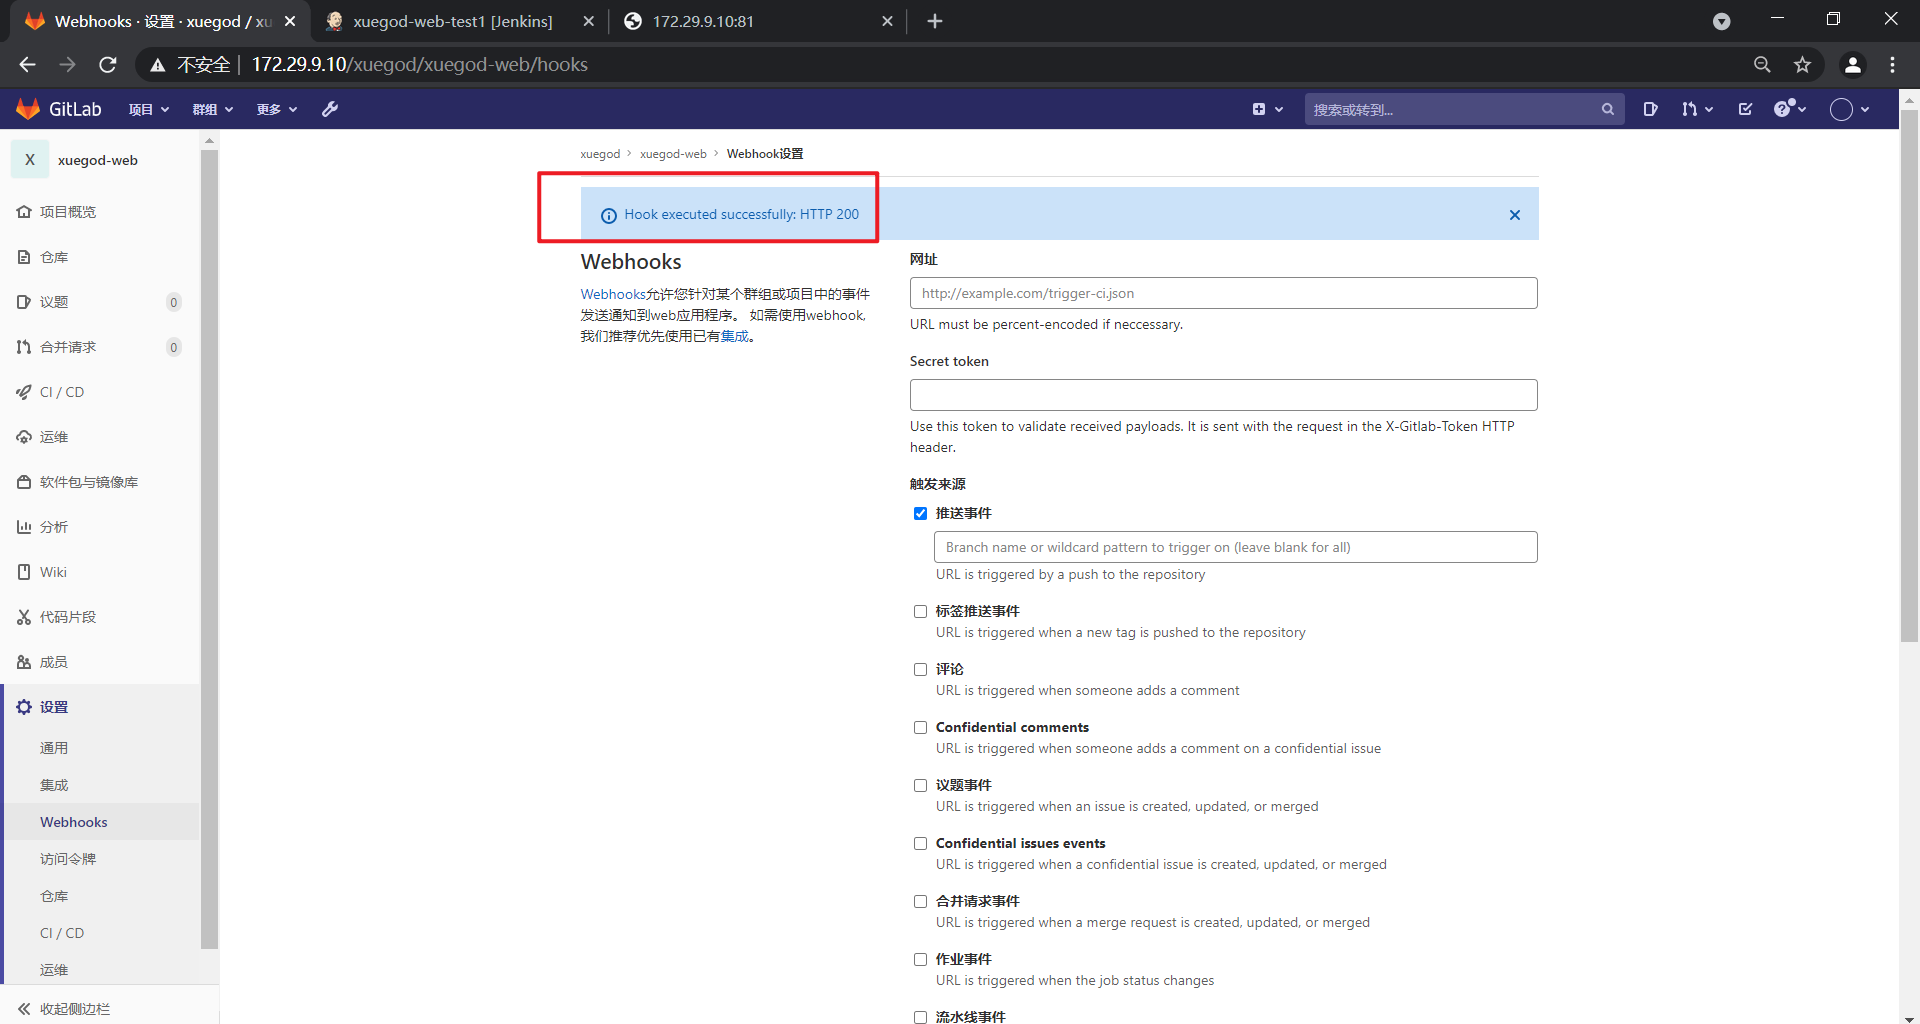 Webhooks · 设置 · xuegod / xu
xuegod-web-test1 [Jenkins]
172.29.9.10:81
不安全
172.29.9.10/xuegod/xuegod-web/hooks
GitLab
项目
群组
更多
搜索或转到...
X
xuegod-web
项目概览
仓库
议题
0
合并请求
0
CI / CD
运维
软件包与镜像库
分析
Wiki
代码片段
成员
设置
通用
集成
Webhooks
访问令牌
仓库
CI / CD
运维
收起侧边栏
xuegod › xuegod-web › Webhook设置
Hook executed successfully: HTTP 200
Webhooks
Webhooks允许您针对某个群组或项目中的事件
发送通知到web应用程序。 如需使用webhook,
我们推荐优先使用已有集成。
网址
http://example.com/trigger-ci.json
URL must be percent-encoded if neccessary.
Secret token
Use this token to validate received payloads. It is sent with the request in the X-Gitlab-Token HTTP
header.
触发来源
推送事件
Branch name or wildcard pattern to trigger on (leave blank for all)
URL is triggered by a push to the repository
标签推送事件
URL is triggered when a new tag is pushed to the repository
评论
URL is triggered when someone adds a comment
Confidential comments
URL is triggered when someone adds a comment on a confidential issue
议题事件
URL is triggered when an issue is created, updated, or merged
Confidential issues events
URL is triggered when a confidential issue is created, updated, or merged
合并请求事件
URL is triggered when a merge request is created, updated, or merged
作业事件
URL is triggered when the job status changes
流水线事件